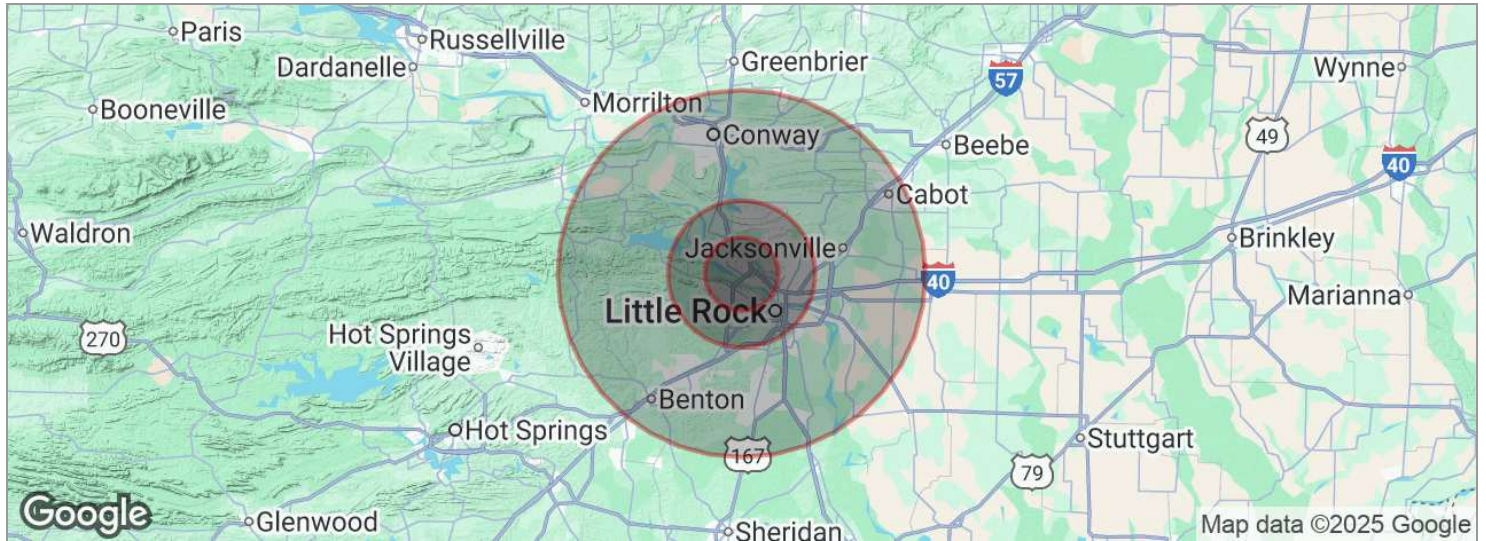 Paris
Russellville
Dardanelle
Greenbrier
57
Wynne
Booneville
Morrilton
Conway
49
Beebe
40
Cabot
Waldron
Jacksonville
Brinkley
40
Little Rock
Marianna
270
Hot Springs
Village
Benton
Hot Springs
167
Stuttgart
79
Google
Glenwood
Sheridan
Map data ©2025 Google